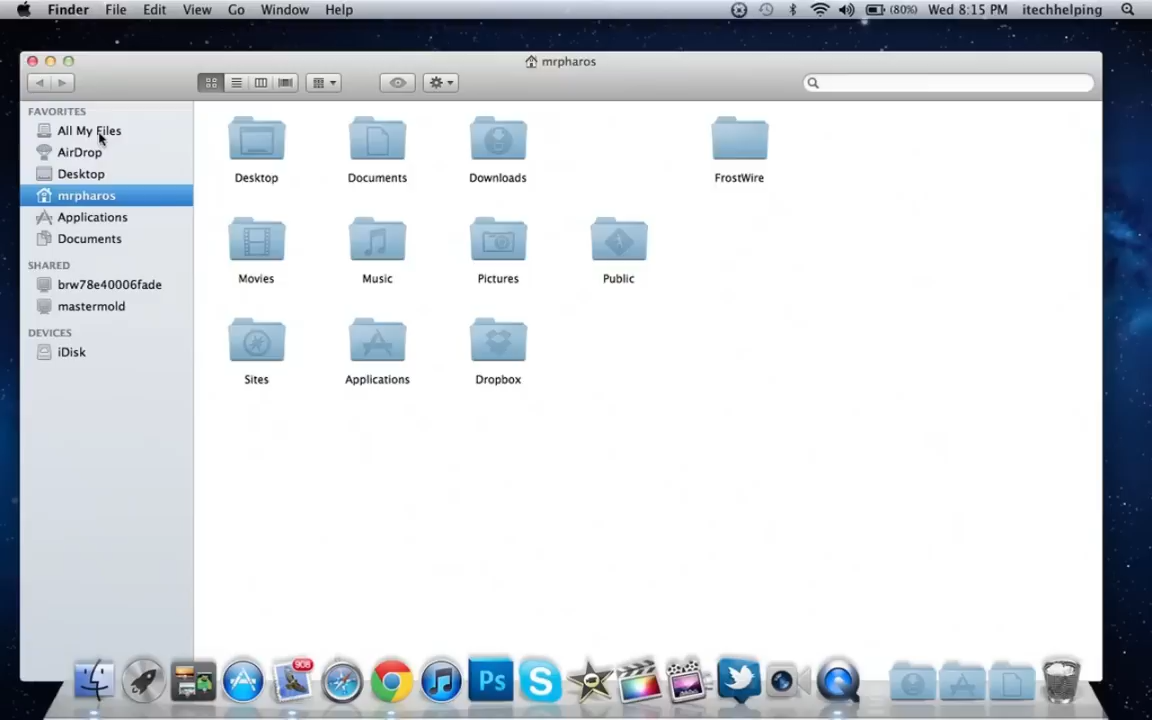 Finder File Edit View Go Window Help (80%) Wed 8:15 PM itechhelping
mrpharos
FAVORITES
All My Files
AirDrop
Desktop
mrpharos
Applications
Documents
SHARED
brw78e40006fade
mastermold
DEVICES
iDisk
Desktop Documents Downloads FrostWire
Movies Music Pictures Public
Sites Applications Dropbox
908
Ps